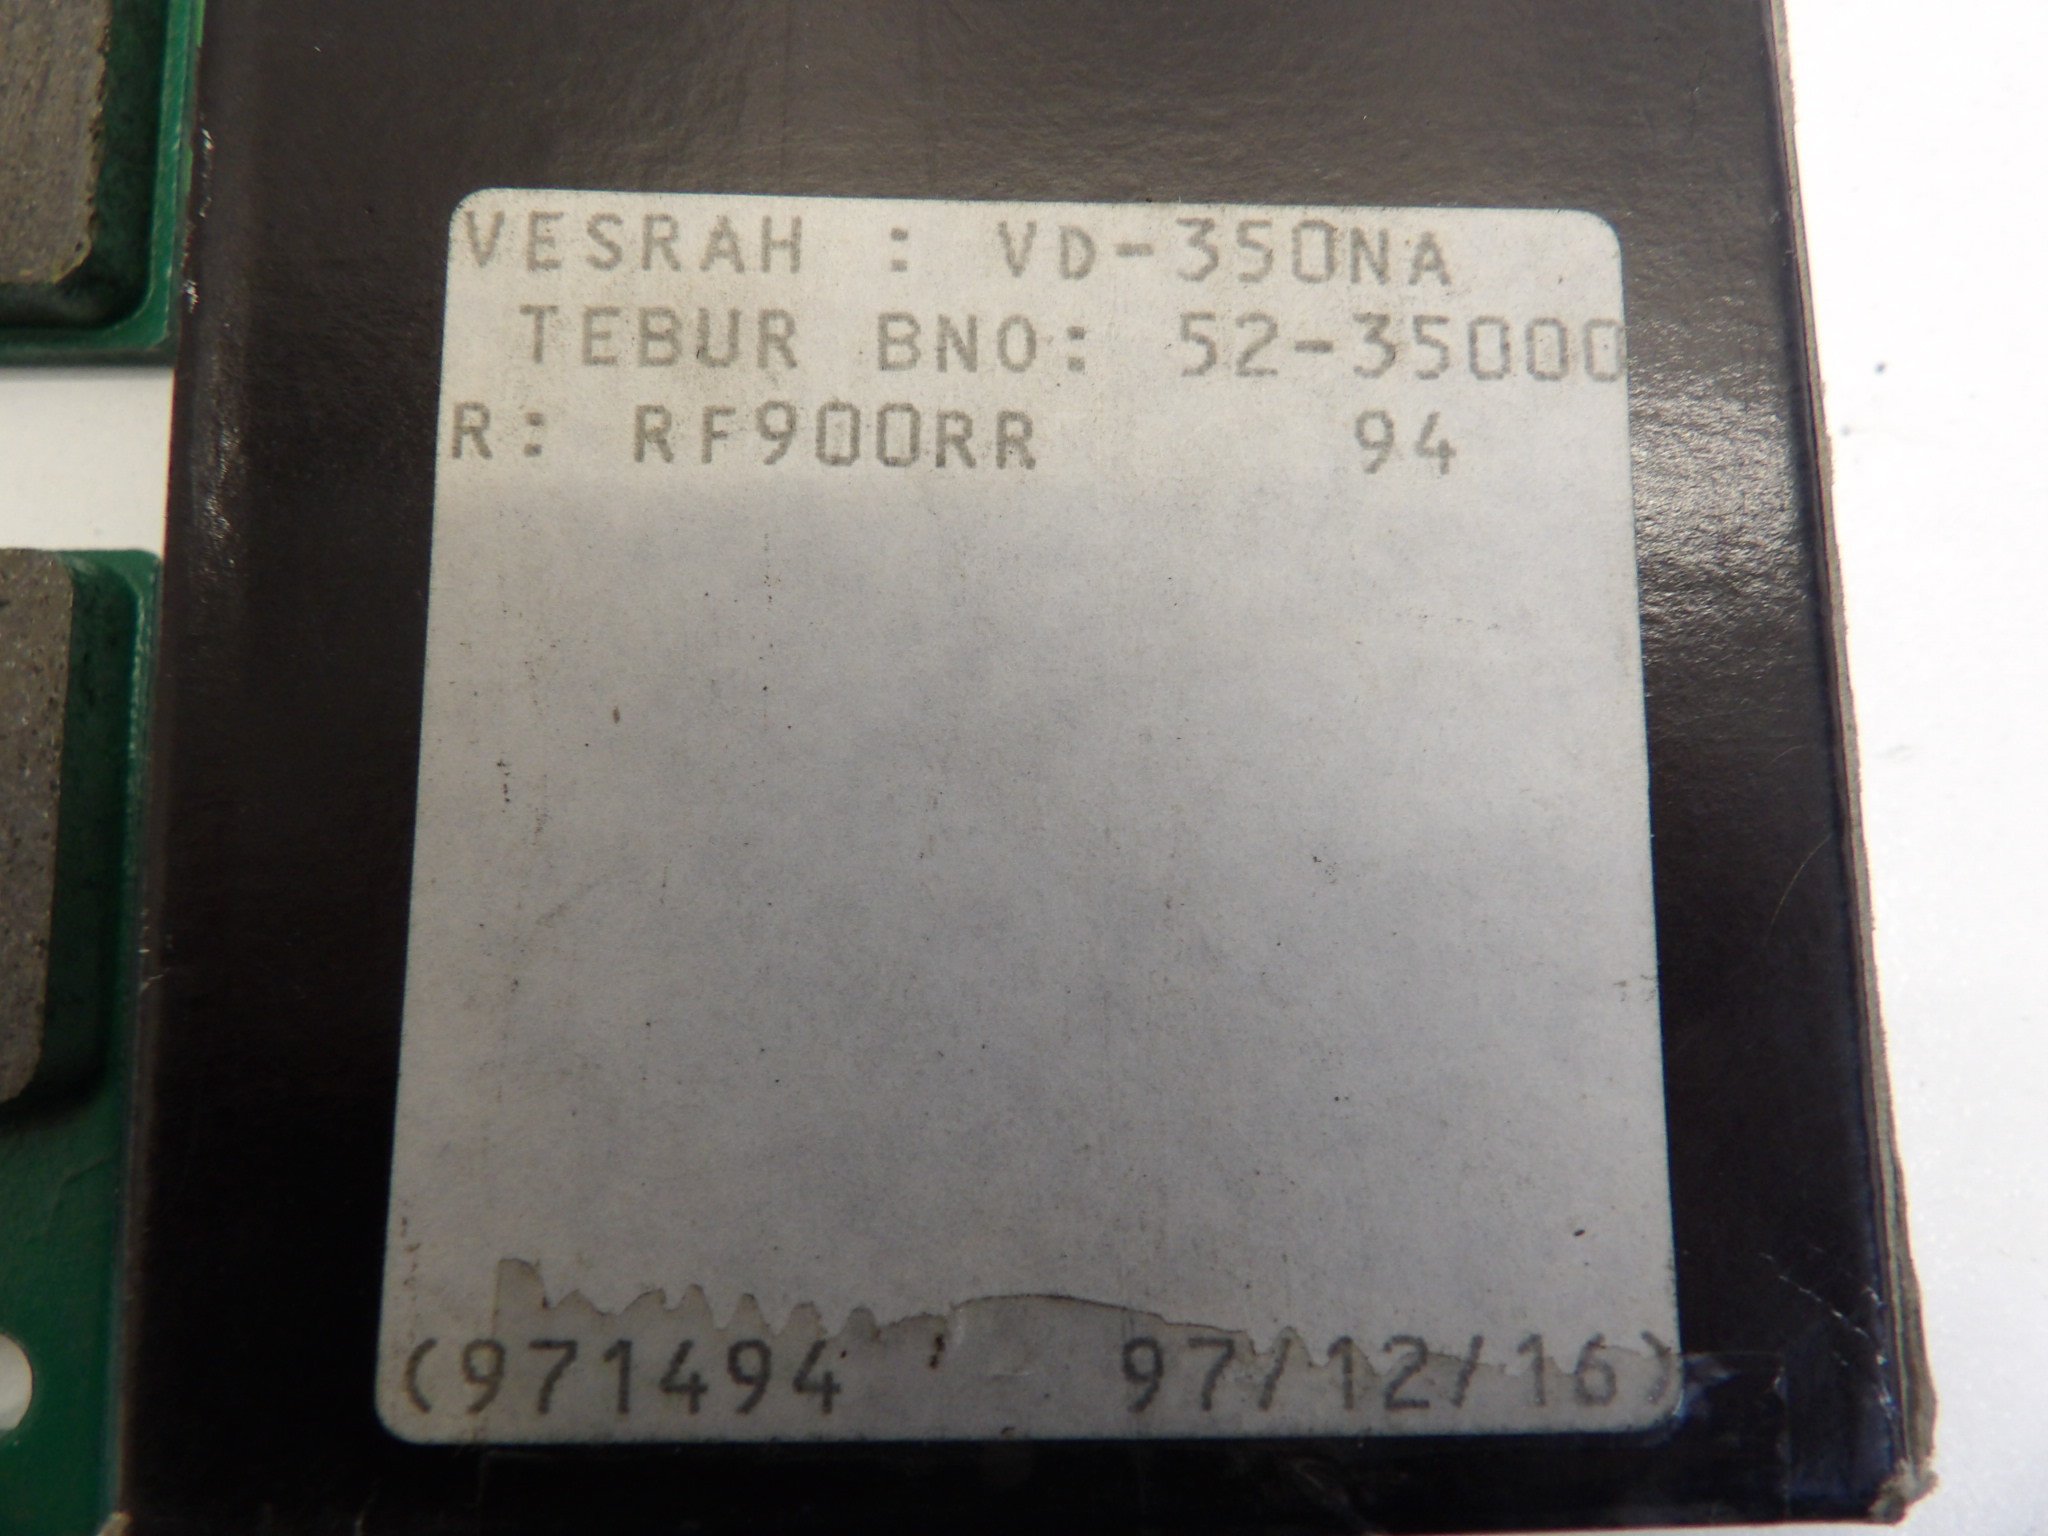 VESRAH : VD-350NA
TEBUR BNO: 52-35000
R: RF900RR 94
(971494 97/12/16)